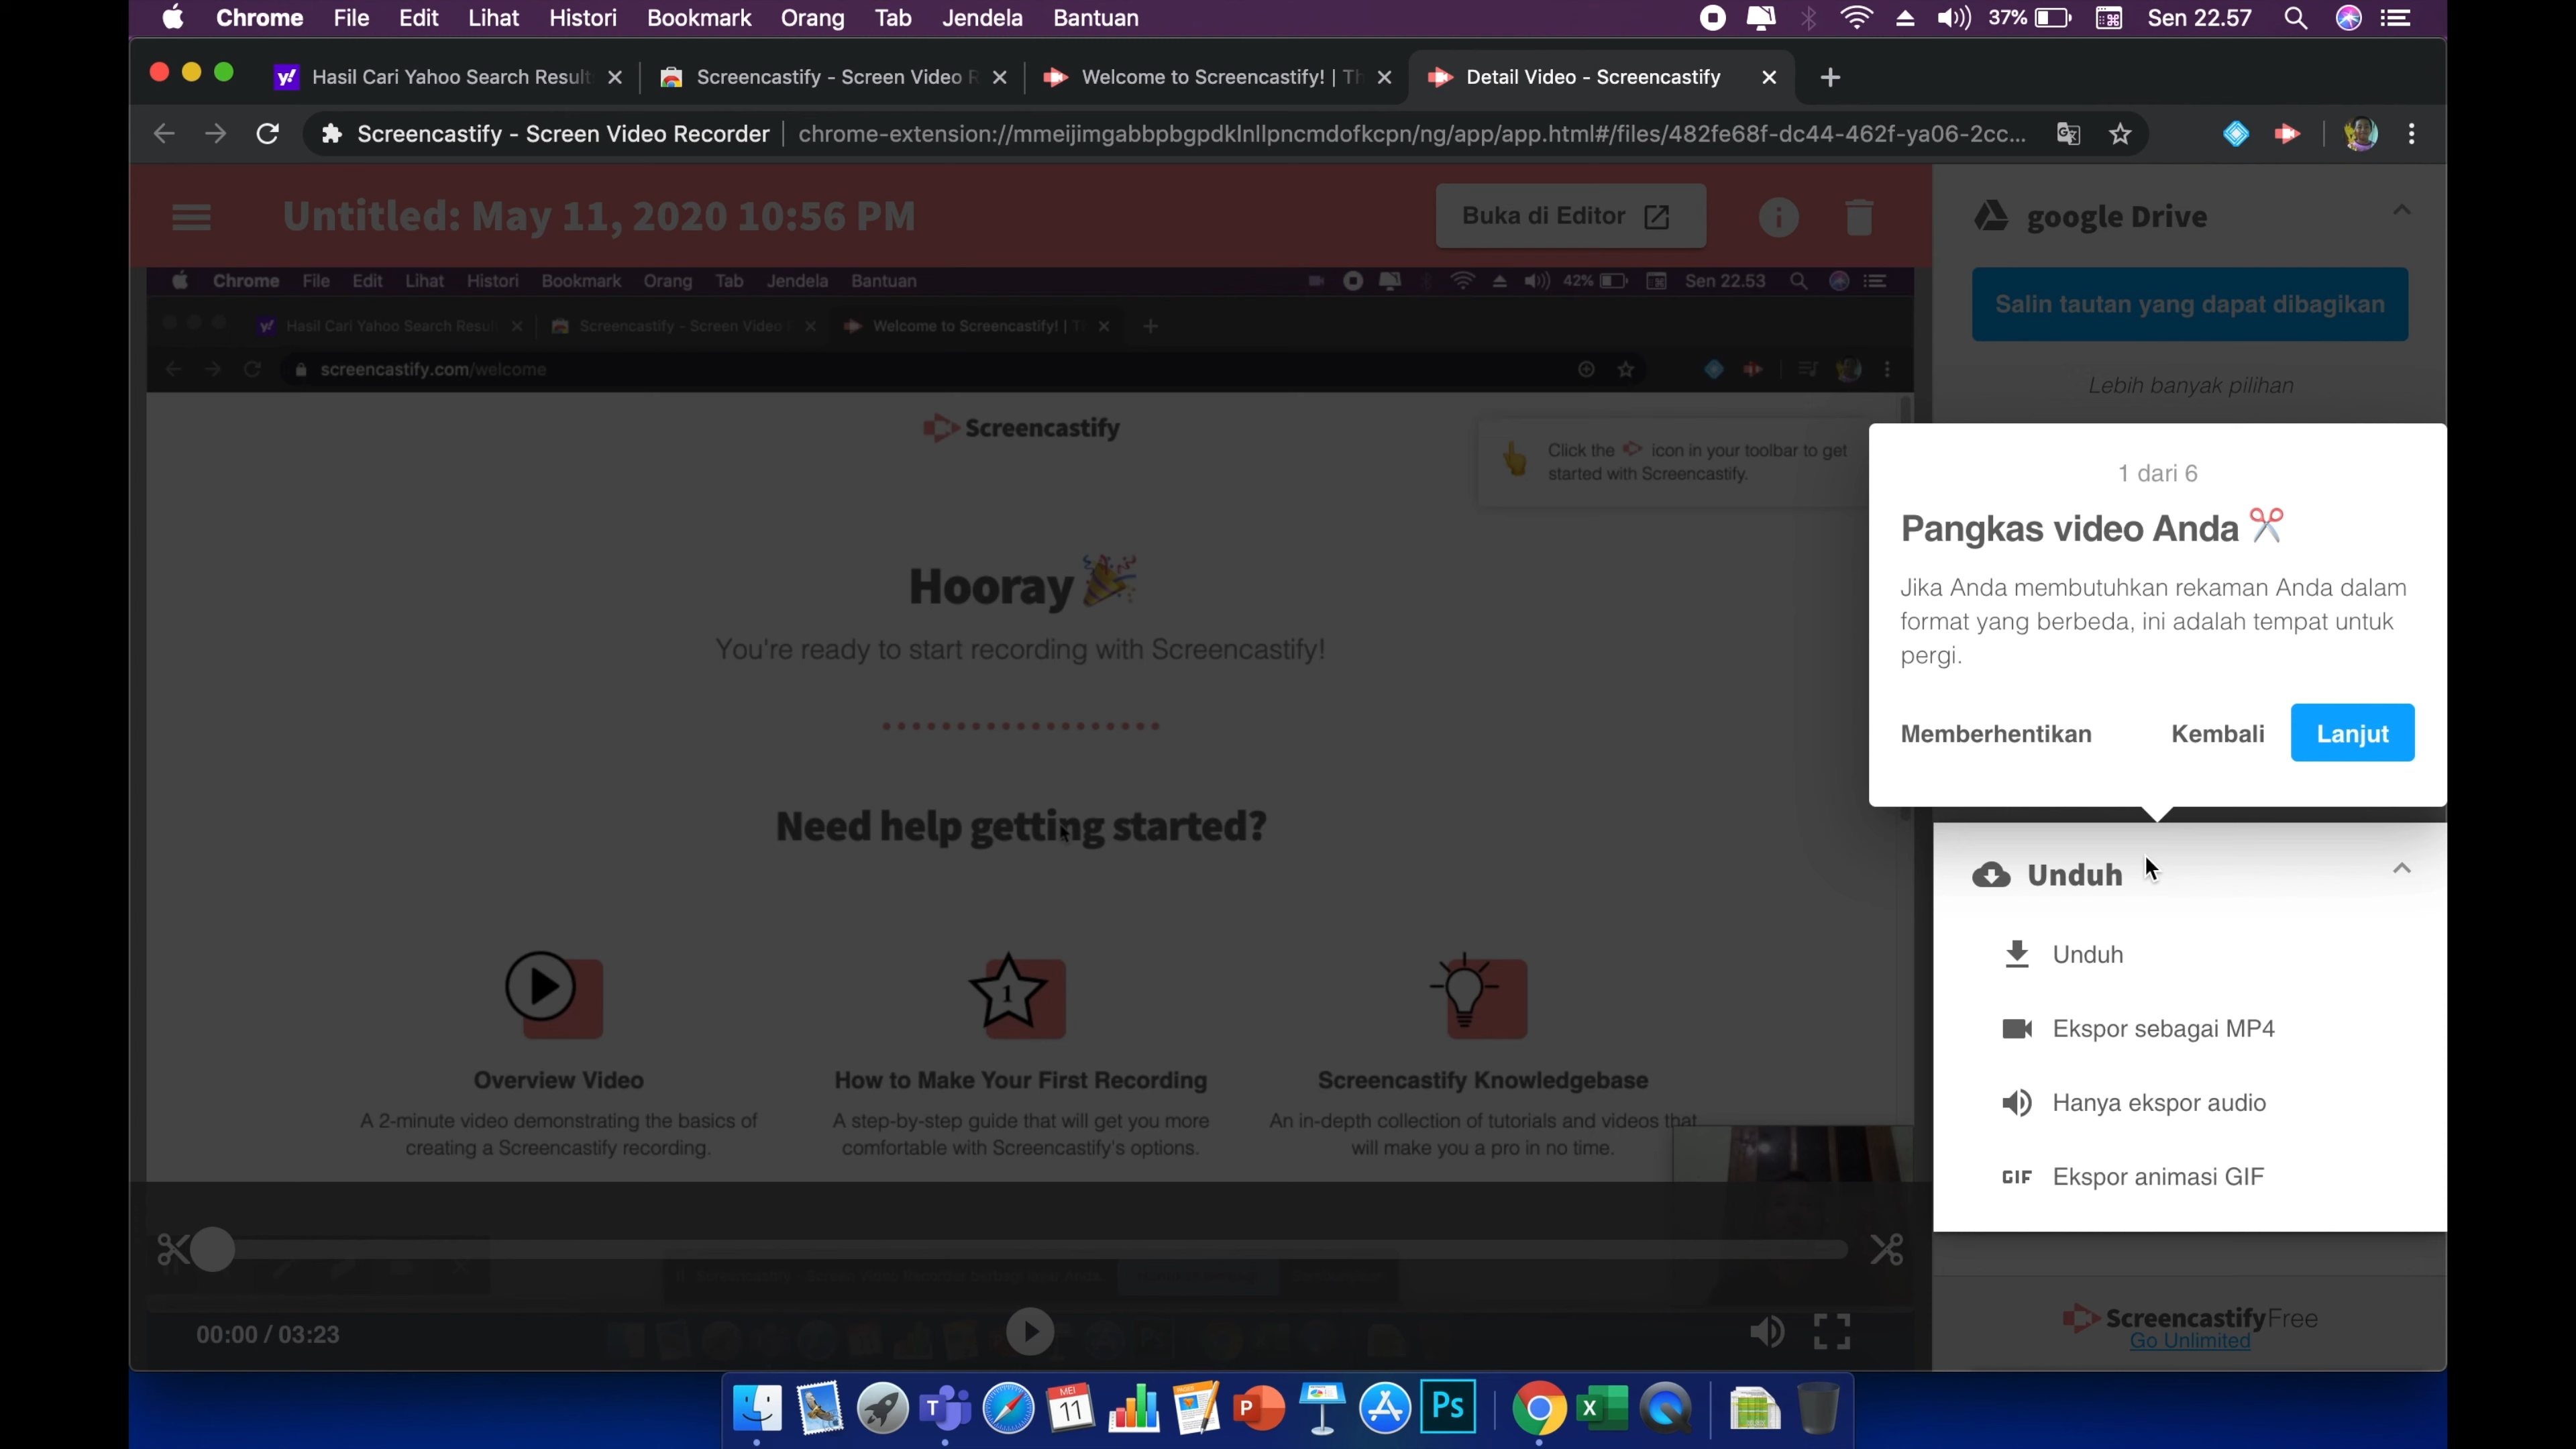 Chrome File Edit Lihat Histori Bookmark Orang Tab Jendela Bantuan 37% Sen 22.57
Hasil Cari Yahoo Search Result Screencastify - Screen Video R Welcome to Screencastify! | Th Detail Video - Screencastify
Screencastify - Screen Video Recorder chrome-extension://mmeijimgabbpbgpdklnllpncmdofkcpn/ng/app/app.html#/files/482fe68f-dc44-462f-ya06-2cc...
Untitled: May 11, 2020 10:56 PM Buka di Editor
Chrome File Edit Lihat Histori Bookmark Orang Tab Jendela Bantuan 42% Sen 22.53
Hasil Cari Yahoo Search Resul Screencastify - Screen Video Welcome to Screencastify! | T
screencastify.com/welcome
Screencastify
Click the icon in your toolbar to get
started with Screencastify.
Hooray
You're ready to start recording with Screencastify!
Need help getting started?
1
Overview Video
A 2-minute video demonstrating the basics of
creating a Screencastify recording.
How to Make Your First Recording
A step-by-step guide that will get you more
comfortable with Screencastify's options.
Screencastify Knowledgebase
An in-depth collection of tutorials and videos that
will make you a pro in no time.
00:00 / 03:23
google Drive
Salin tautan yang dapat dibagikan
Lebih banyak pilihan
1 dari 6
Pangkas video Anda
Jika Anda membutuhkan rekaman Anda dalam
format yang berbeda, ini adalah tempat untuk
pergi.
Memberhentikan Kembali Lanjut
Unduh
Unduh
Ekspor sebagai MP4
Hanya ekspor audio
GIF Ekspor animasi GIF
ScreencastifyFree
Go Unlimited
T MEI 11 PAGES P Ps X